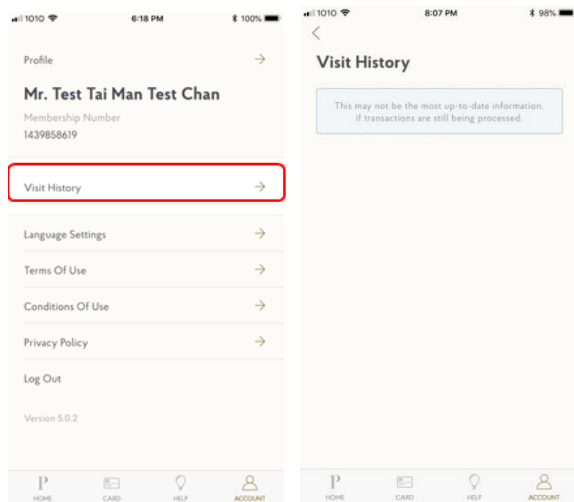 1010 6:18 PM 100%
Profile
Mr. Test Tai Man Test Chan
Membership Number
1439858619
Visit History
Language Settings
Terms Of Use
Conditions Of Use
Privacy Policy
Log Out
Version 5.0.2
P
HOME CARD HELP ACCOUNT
1010 8:07 PM 98%
Visit History
This may not be the most up-to-date information,
if transactions are still being processed.
P
HOME CARD HELP ACCOUNT